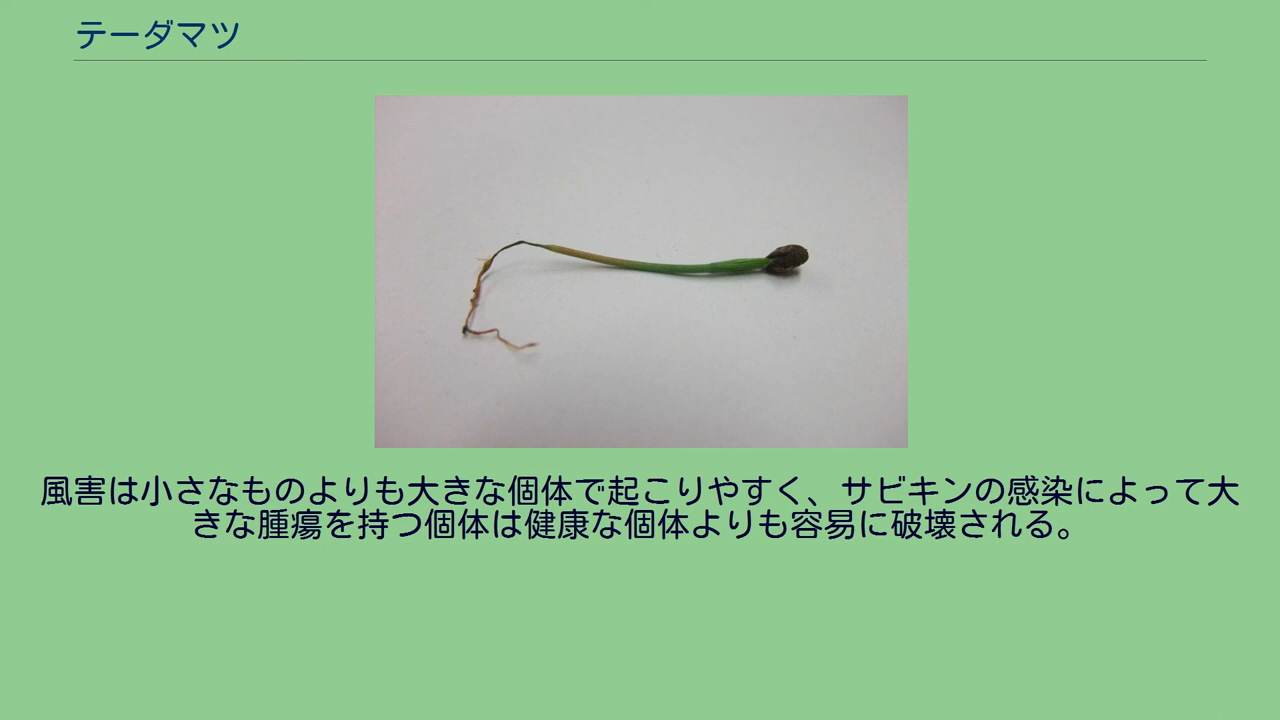 テーダマツ
風害は小さなものよりも大きな個体で起こりやすく、サビキンの感染によって大
きな腫瘍を持つ個体は健康な個体よりも容易に破壊される。